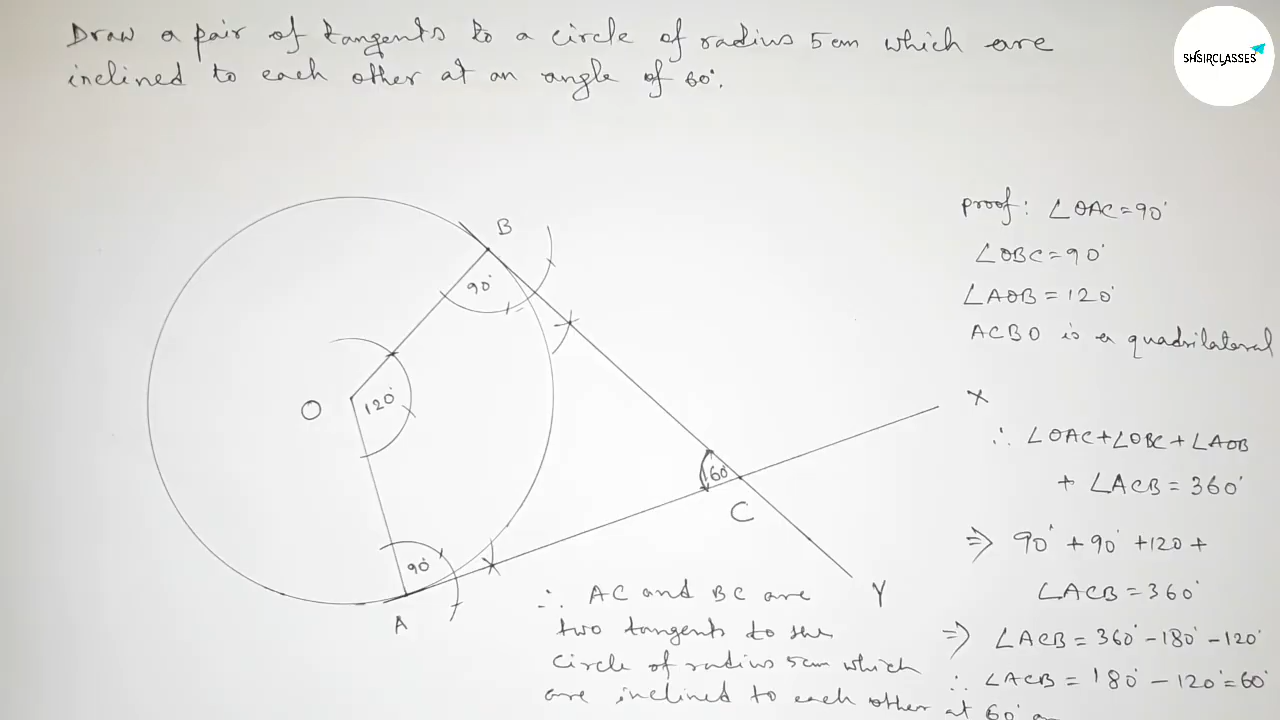 Draw a pair of tangents to a circle of radius 5cm which are
inclined to each other at an angle of 60°.
SHSIRCLASSES
B
90°
O
120°
60°
C
X
Y
90°
A
proof: ∠OAC=90°
∠OBC=90°
∠AOB=120°
ACBO is a quadrilateral
∴ ∠OAC+∠OBC+∠AOB
+ ∠ACB=360°
⇒ 90°+90°+120+
∠ACB=360°
⇒ ∠ACB=360°-180°-120°
∴ ∠ACB=180°-120°=60°
∴ AC and BC are
two tangents to the
circle of radius 5cm which
are inclined to each other at 60°